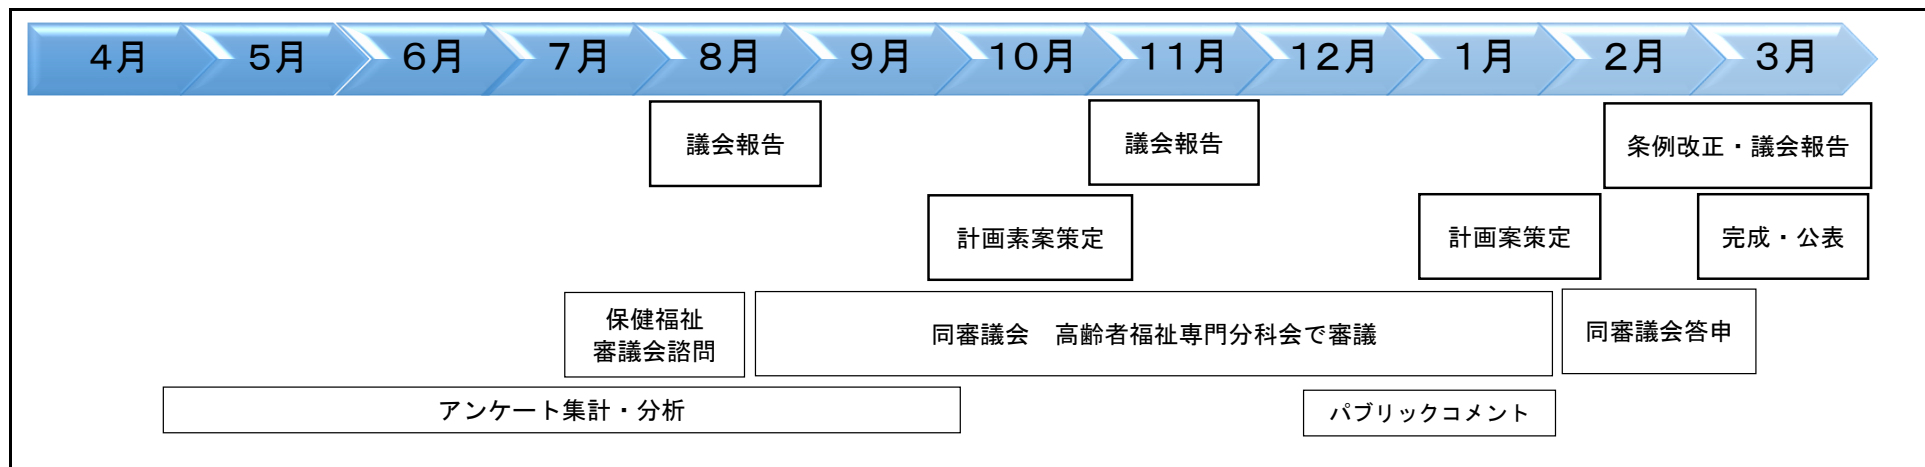 4月 5月 6月 7月 8月 9月 10月 11月 12月 1月 2月 3月
議会報告 議会報告 条例改正・議会報告
計画素案策定 計画案策定 完成・公表
保健福祉
審議会諮問
同審議会　高齢者福祉専門分科会で審議
同審議会答申
アンケート集計・分析
パブリックコメント